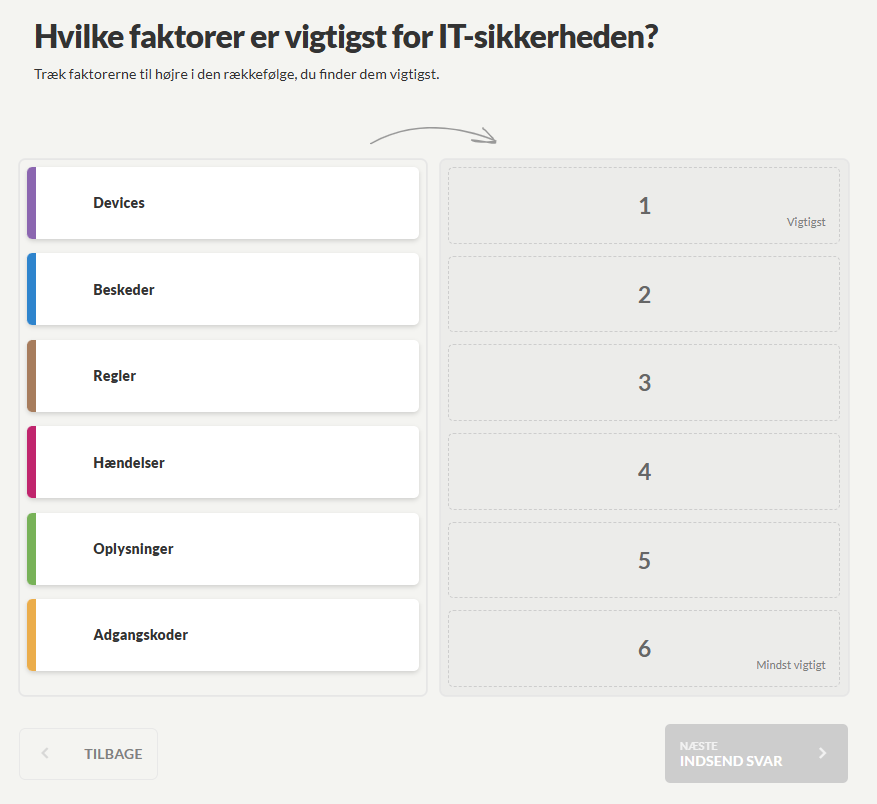 Hvilke faktorer er vigtigst for IT-sikkerheden?
Træk faktorerne til højre i den rækkefølge, du finder dem vigtigst.
Devices
Beskeder
Regler
Hændelser
Oplysninger
Adgangskoder
1
Vigtigst
2
3
4
5
6
Mindst vigtigt
TILBAGE
NÆSTE
INDSEND SVAR